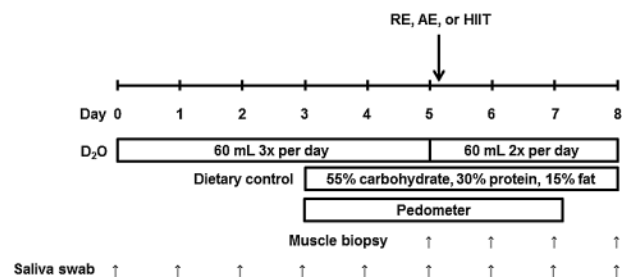 RE, AE, or HIIT
Day 0 1 2 3 4 5 6 7 8
D₂O 60 mL 3x per day 60 mL 2x per day
Dietary control 55% carbohydrate, 30% protein, 15% fat
Pedometer
Muscle biopsy ↑ ↑ ↑ ↑
Saliva swab ↑ ↑ ↑ ↑ ↑ ↑ ↑ ↑ ↑